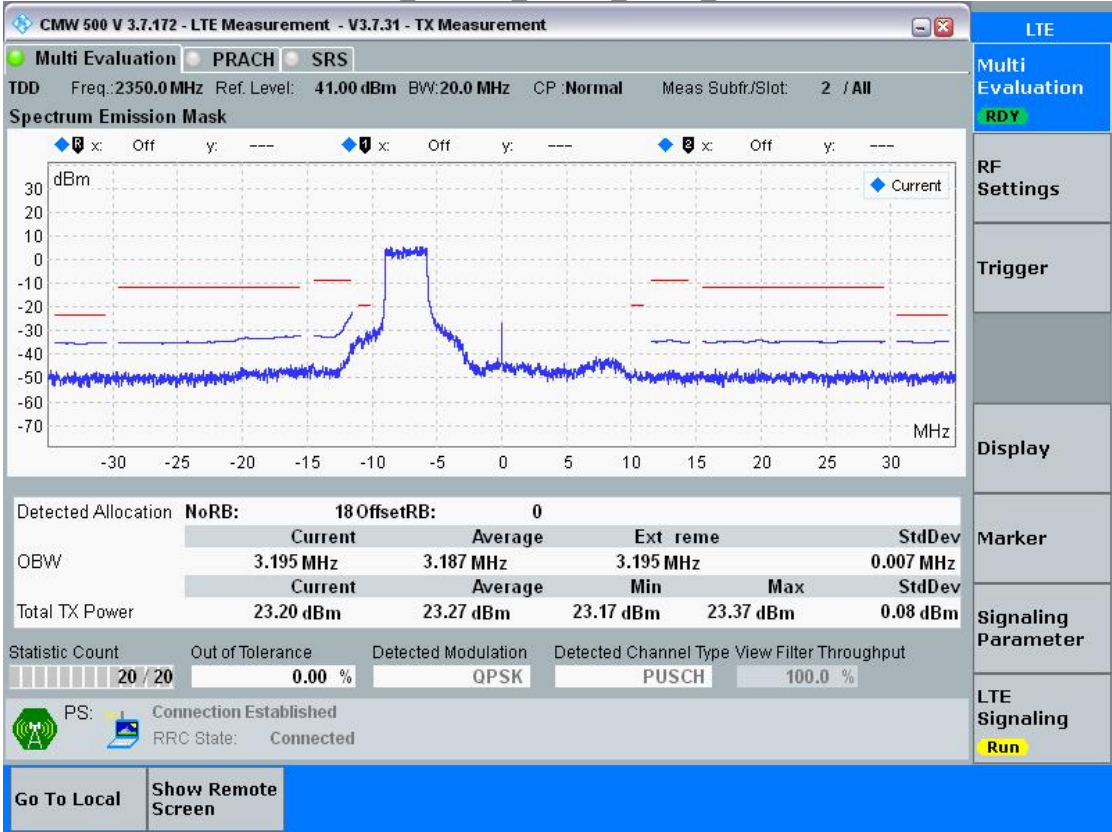 CMW 500 V 3.7.172 - LTE Measurement - V3.7.31 - TX Measurement
LTE
Multi Evaluation PRACH SRS
Multi
Evaluation
RDY
TDD Freq.:2350.0 MHz Ref. Level: 41.00 dBm BW:20.0 MHz CP :Normal Meas Subfr./Slot: 2 / All
Spectrum Emission Mask
R x: Off y: --- 1 x: Off y: --- 2 x: Off y: ---
dBm
Current
30
20
10
0
-10
-20
-30
-40
-50
-60
-70
MHz
-30 -25 -20 -15 -10 -5 0 5 10 15 20 25 30
RF
Settings
Trigger
Display
Marker
Signaling
Parameter
LTE
Signaling
Run
Detected Allocation NoRB: 18 OffsetRB: 0
Current Average Ext reme StdDev
OBW 3.195 MHz 3.187 MHz 3.195 MHz 0.007 MHz
Current Average Min Max StdDev
Total TX Power 23.20 dBm 23.27 dBm 23.17 dBm 23.37 dBm 0.08 dBm
Statistic Count Out of Tolerance Detected Modulation Detected Channel Type View Filter Throughput
20 / 20 0.00 % QPSK PUSCH 100.0 %
PS: Connection Established
RRC State: Connected
Go To Local
Show Remote
Screen